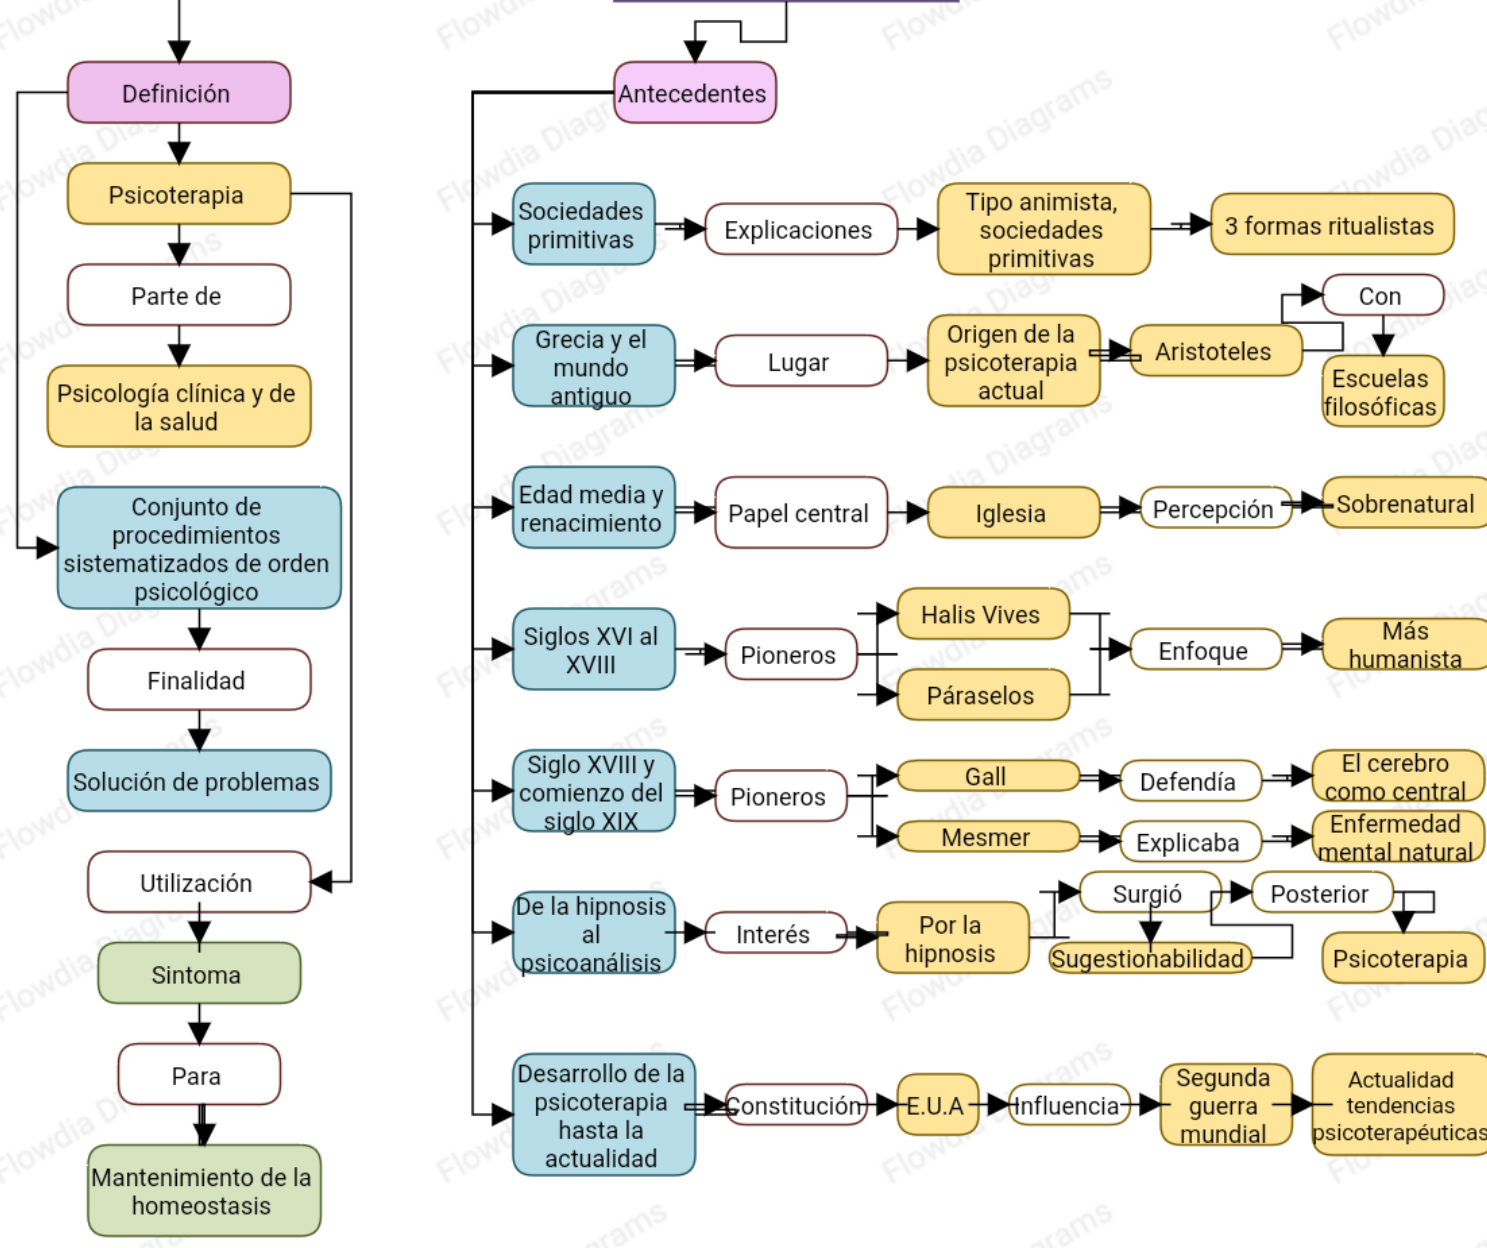 Definición
Psicoterapia
Parte de
Psicología clínica y de
la salud
Conjunto de
procedimientos
sistematizados de orden
psicológico
Finalidad
Solución de problemas
Utilización
Sintoma
Para
Mantenimiento de la
homeostasis
Antecedentes
Sociedades
primitivas
Explicaciones
Tipo animista,
sociedades
primitivas
3 formas ritualistas
Grecia y el
mundo
antiguo
Lugar
Origen de la
psicoterapia
actual
Aristoteles
Con
Escuelas
filosóficas
Edad media y
renacimiento
Papel central
Iglesia
Percepción
Sobrenatural
Siglos XVI al
XVIII
Pioneros
Halis Vives
Páraselos
Enfoque
Más
humanista
Siglo XVIII y
comienzo del
siglo XIX
Pioneros
Gall
Defendía
El cerebro
como central
Mesmer
Explicaba
Enfermedad
mental natural
De la hipnosis
al
psicoanálisis
Interés
Por la
hipnosis
Surgió
Sugestionabilidad
Posterior
Psicoterapia
Desarrollo de la
psicoterapia
hasta la
actualidad
Constitución
E.U.A
Influencia
Segunda
guerra
mundial
Actualidad
tendencias
psicoterapéuticas
Flowdia Diagrams